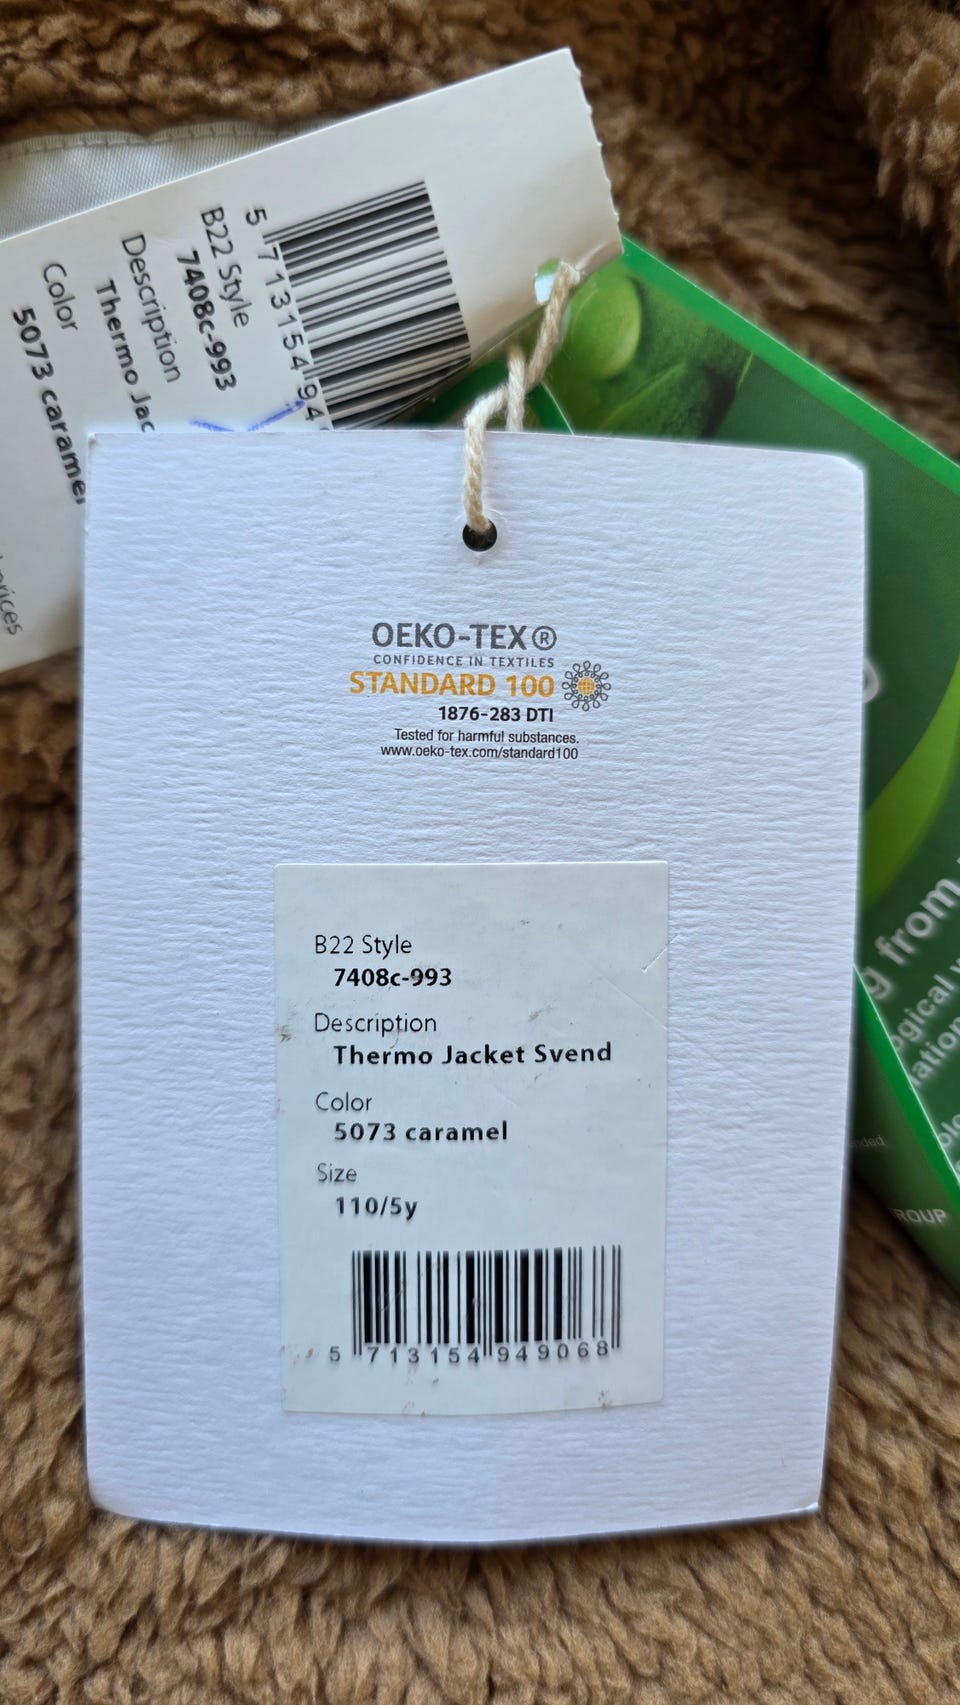 5 713154 94
B22 Style
7408c-993
Description
Thermo Jac
Color
5073 caramel
OEKO-TEX®
CONFIDENCE IN TEXTILES
STANDARD 100
1876-283 DTI
Tested for harmful substances.
www.oeko-tex.com/standard100
B22 Style
7408c-993
Description
Thermo Jacket Svend
Color
5073 caramel
Size
110/5y
5 713154 949068
from